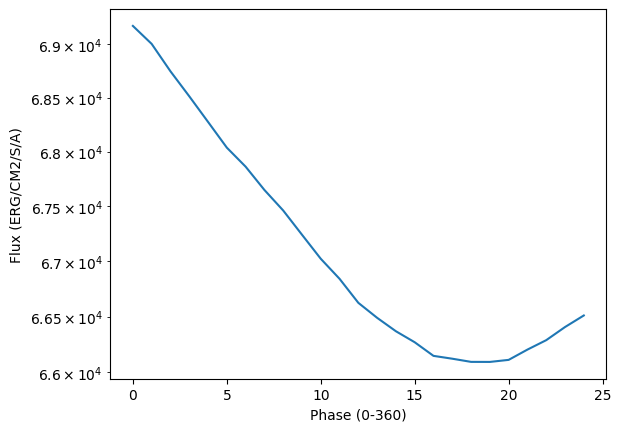 Flux (ERG/CM2/S/A)
6.9 × 10⁴
6.85 × 10⁴
6.8 × 10⁴
6.75 × 10⁴
6.7 × 10⁴
6.65 × 10⁴
6.6 × 10⁴
0 5 10 15 20 25
Phase (0-360)